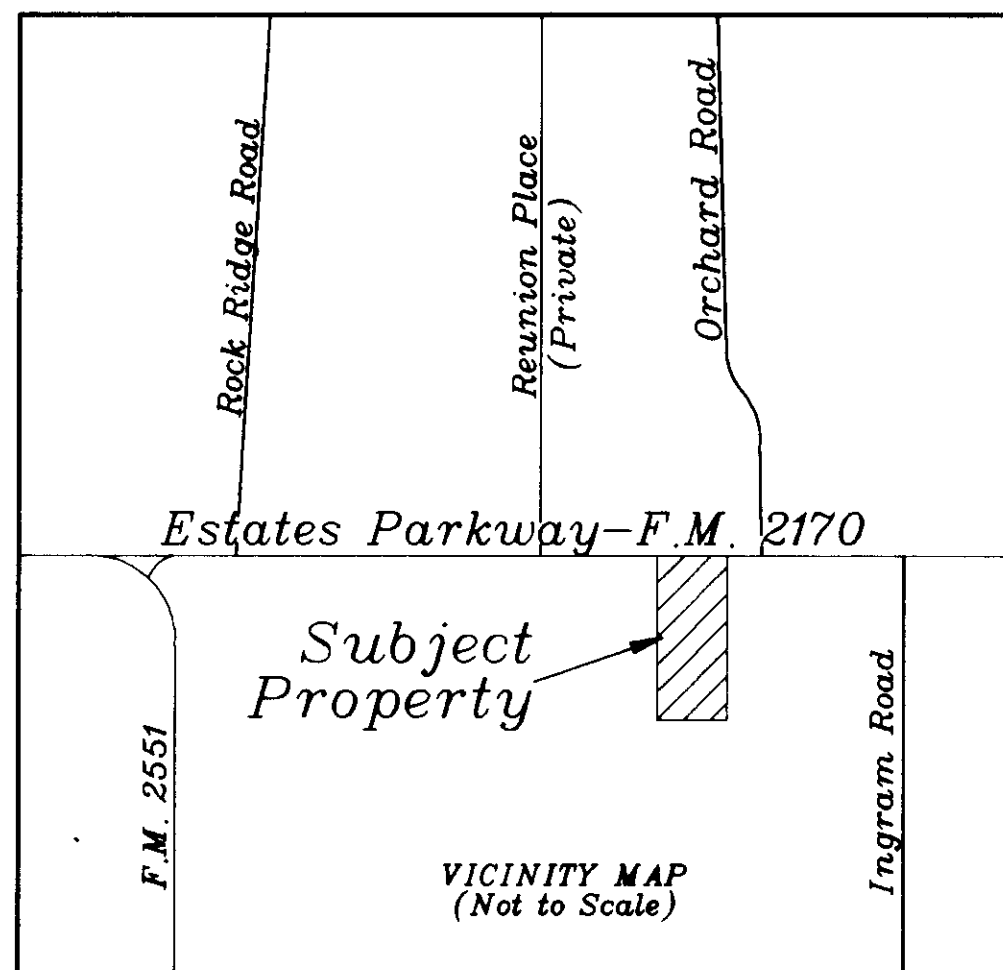 Rock Ridge Road
Reunion Place
(Private)
Orchard Road
Estates Parkway-F.M. 2170
Subject
Property
F.M. 2551
Ingram Road
VICINITY MAP
(Not to Scale)